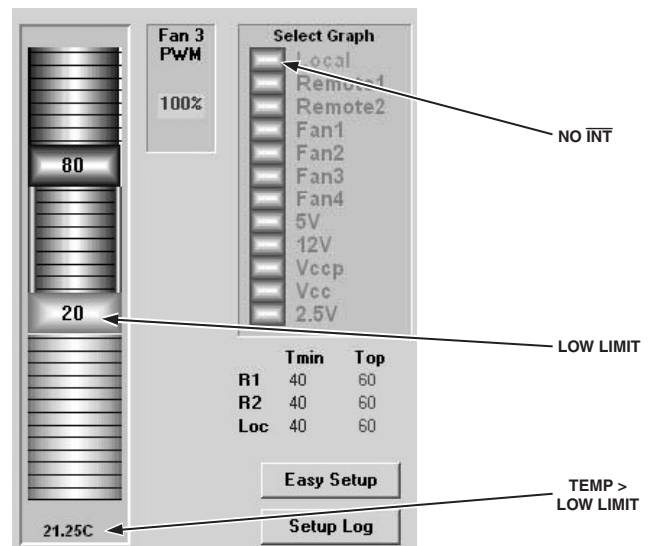 Fan 3
PWM
100%
80
20
21.25C
Select Graph
Local
Remote1
Remote2
Fan1
Fan2
Fan3
Fan4
5V
12V
Vccp
Vcc
2.5V
Tmin Top
R1 40 60
R2 40 60
Loc 40 60
Easy Setup
Setup Log
NO I̅N̅T̅
LOW LIMIT
TEMP >
LOW LIMIT